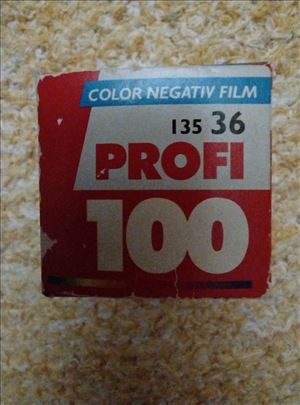 COLOR NEGATIV FILM
135 36
PROFI
100